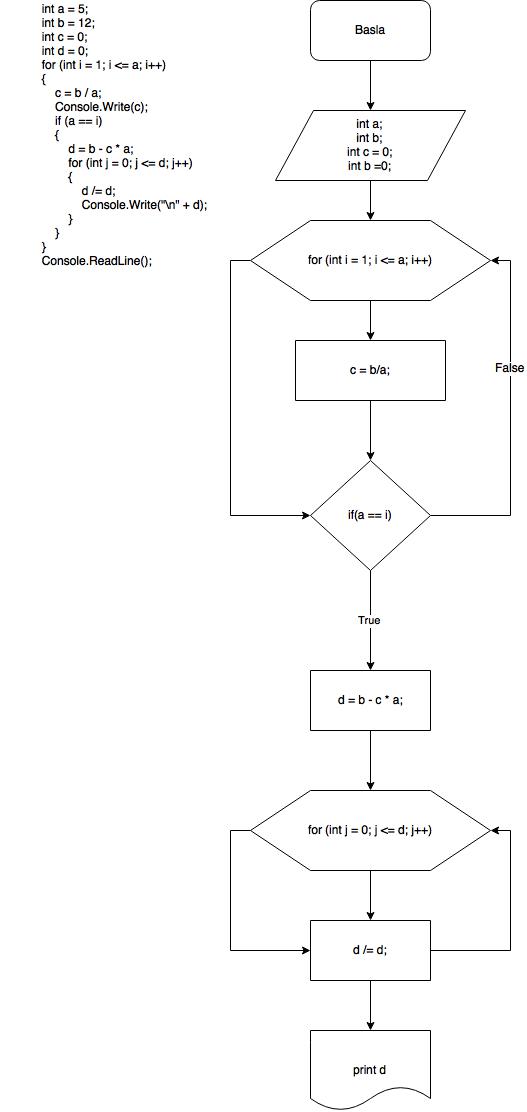 int a = 5;
int b = 12;
int c = 0;
int d = 0;
for (int i = 1; i <= a; i++)
{
c = b / a;
Console.Write(c);
if (a == i)
{
d = b - c * a;
for (int j = 0; j <= d; j++)
{
d /= d;
Console.Write("\n" + d);
}
}
}
Console.ReadLine();
Basla
int a;
int b;
int c = 0;
int b =0;
for (int i = 1; i <= a; i++)
c = b/a;
False
if(a == i)
True
d = b - c * a;
for (int j = 0; j <= d; j++)
d /= d;
print d